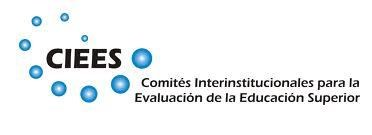 CIEES
Comités Interinstitucionales para la
Evaluación de la Educación Superior